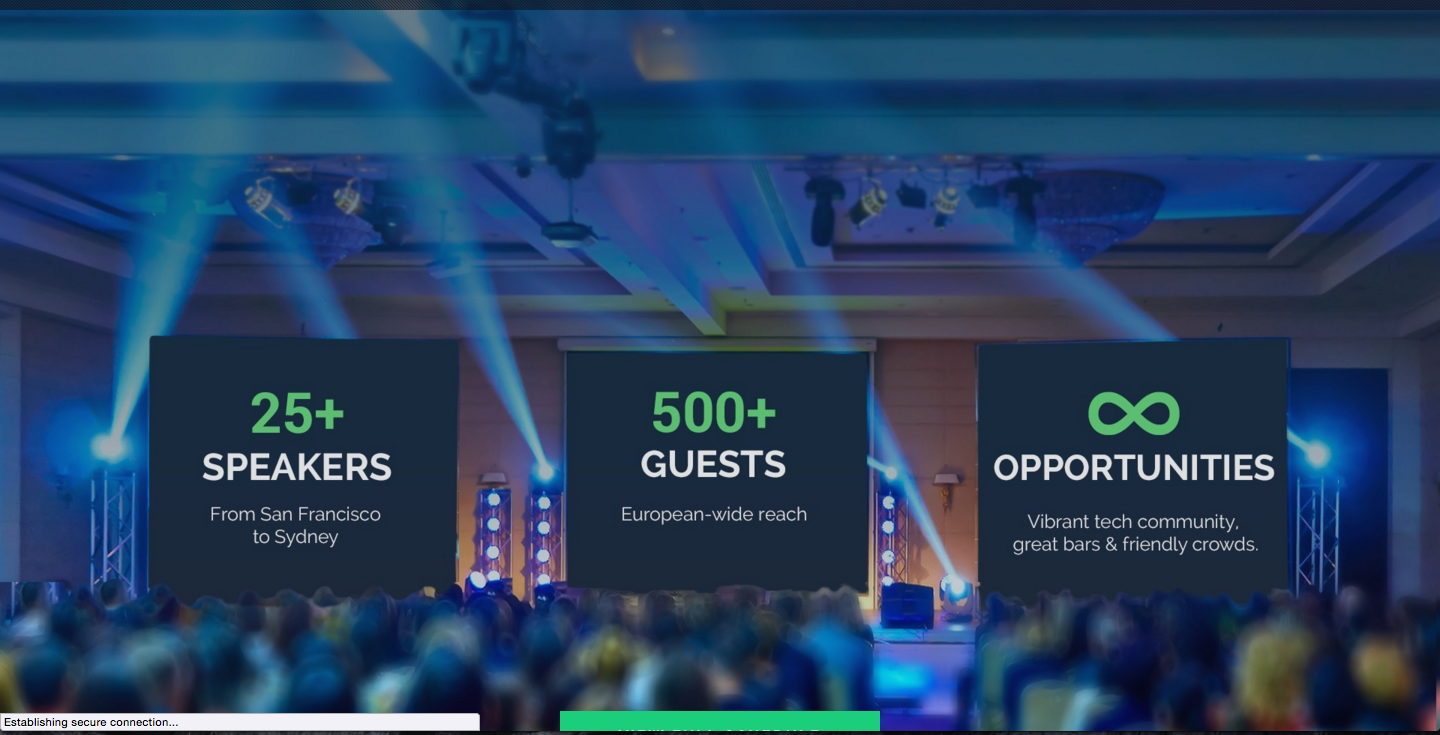 25+
SPEAKERS
From San Francisco
to Sydney
500+
GUESTS
European-wide reach
∞
OPPORTUNITIES
Vibrant tech community,
great bars & friendly crowds.
Establishing secure connection...